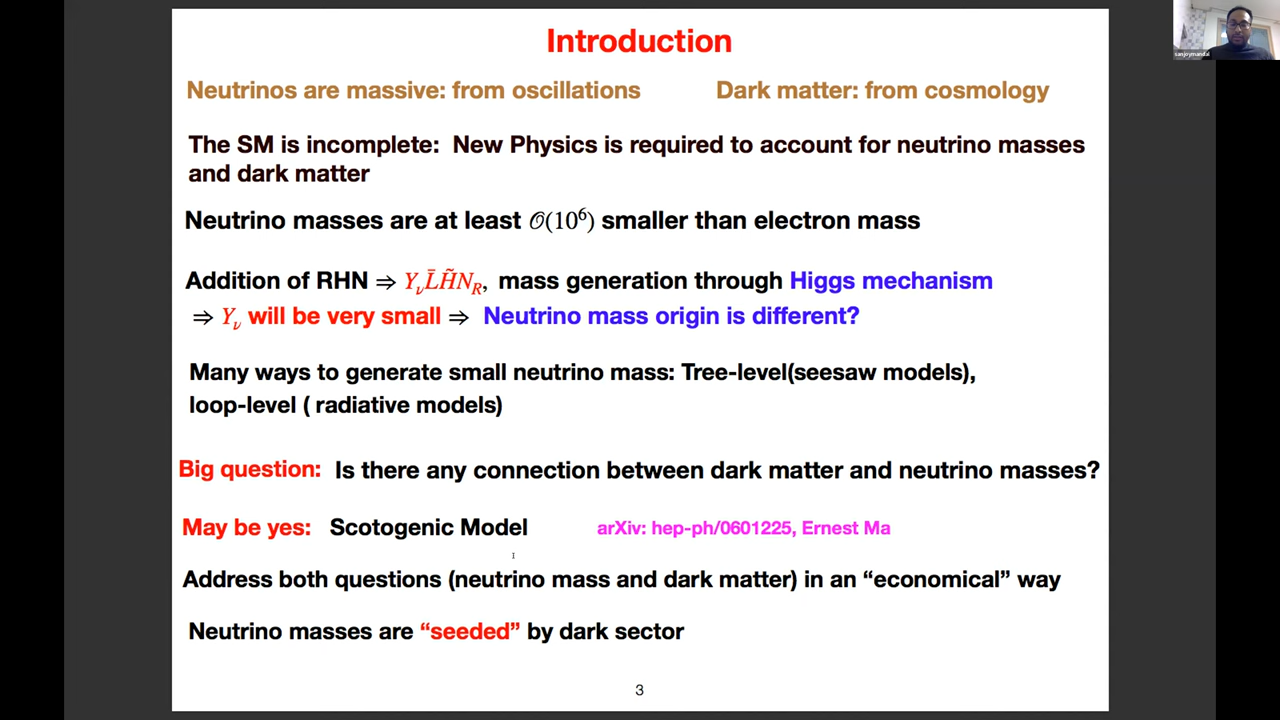 Introduction
Neutrinos are massive: from oscillations
Dark matter: from cosmology
The SM is incomplete: New Physics is required to account for neutrino masses
and dark matter
Neutrino masses are at least 𝒪(10⁶) smaller than electron mass
Addition of RHN ⇒ Y_ν L̄H̃N_R, mass generation through Higgs mechanism
⇒ Y_ν will be very small ⇒ Neutrino mass origin is different?
Many ways to generate small neutrino mass: Tree-level(seesaw models),
loop-level ( radiative models)
Big question: Is there any connection between dark matter and neutrino masses?
May be yes: Scotogenic Model arXiv: hep-ph/0601225, Ernest Ma
Address both questions (neutrino mass and dark matter) in an “economical” way
Neutrino masses are “seeded” by dark sector
3
sanjoymandal